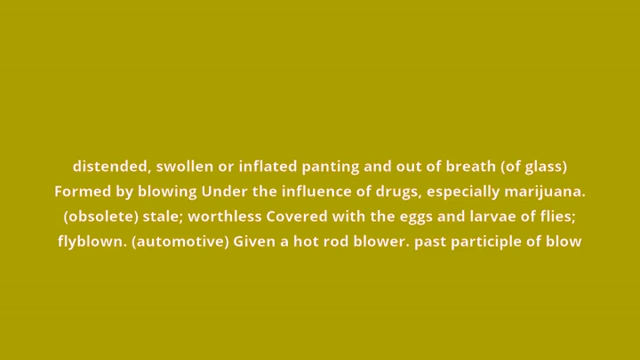 distended, swollen or inflated panting and out of breath (of glass)
Formed by blowing Under the influence of drugs, especially marijuana.
(obsolete) stale; worthless Covered with the eggs and larvae of flies;
flyblown. (automotive) Given a hot rod blower. past participle of blow